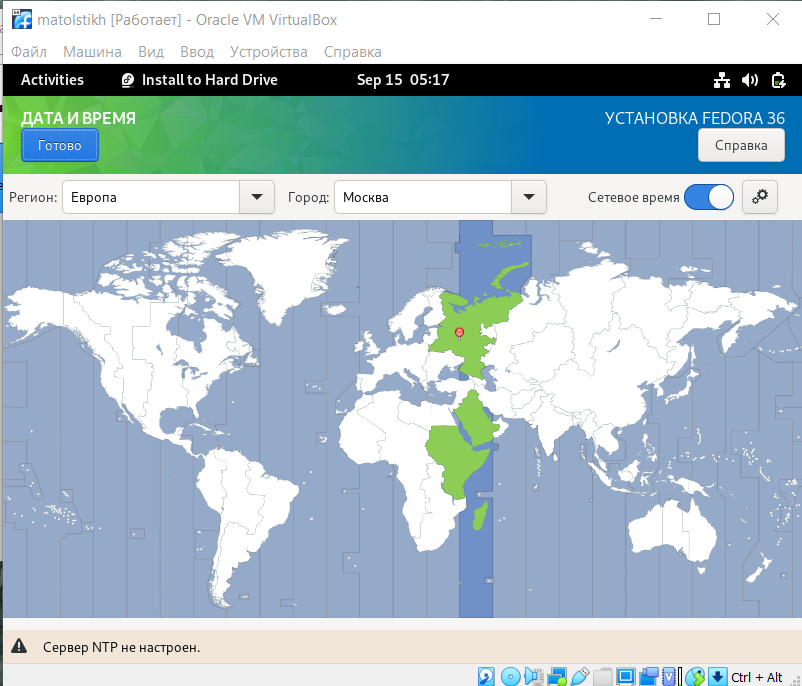 matolstikh [Работает] - Oracle VM VirtualBox
Файл Машина Вид Ввод Устройства Справка
Activities Install to Hard Drive Sep 15 05:17
ДАТА И ВРЕМЯ УСТАНОВКА FEDORA 36
Готово Справка
Регион: Европа Город: Москва Сетевое время
Сервер NTP не настроен.
Ctrl + Alt